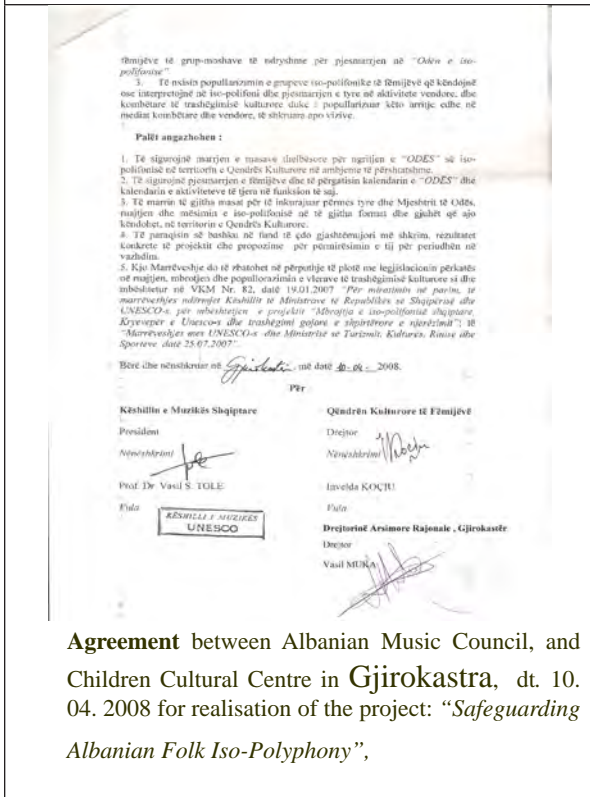 fëmijëve të grup-moshave të ndryshme për pjesmarrjen në "Odën e iso-
polifonisë"
3. Të nxisin popullarizimin e grupeve iso-polifonike të fëmijëve që këndojnë
ose interpretojnë në iso-polifoni dhe pjesmarrjen e tyre në aktivitete vendore, dhe
kombëtare të trashëgimisë kulturore duke i popullarizuar këto arritje edhe në
mediat kombëtare dhe vendore, të shkruara apo vizive.
Palët angazhohen :
1. Të sigurojnë marrjen e masave dhelbësore për ngritjen e "ODËS" së iso-
polifonisë në territorin e Qendrës Kulturore në ambjente të përshtatshme.
2. Të sigurojnë pjesmarrjen e fëmijëve dhe të përgatisin kalendarin e "ODËS" dhe
kalendarin e aktiviteteve të tjera në funksion të saj.
3. Të marrin të gjitha masat për të inkurajuar përmes tyre dhe Mjeshtrit të Odës,
ruajtjen dhe mësimin e iso-polifonisë në të gjitha format dhe gjuhët që ajo
këndohet, në territorin e Qendrës Kulturore.
4. Të paraqisin së bashku në fund të çdo gjashtëmujori me shkrim, rezultatet
konkrete të projektit dhe propozime për përmirësimin e tij për periudhën në
vazhdim.
5. Kjo Marrëveshje do të zbatohet në përputhje të plotë me legjislacionin përkatës
në ruajtjen, mbrojtjen dhe popullorazimin e vlerave të trashëgimisë kulturore si dhe
mbështetur në VKM Nr. 82, datë 19.01.2007 "Për miratimin në parim, të
marrëveshjes ndërmjet Këshillit të Ministrave të Republikës së Shqipërisë dhe
UNESCO-s për mbështetjen e projektit "Mbrojtja e iso-polifonisë shqiptare,
Kryevepër e Unesco-s dhe trashëgimi gojore e shpirtërore e njerëzimit"; të
"Marrëveshjes mes UNESCO-s dhe Ministrisë së Turizmit, Kulturës, Rinisë dhe
Sporteve datë 25.07.2007".
Bërë dhe nënshkruar në Gjirokastër, më datë 10-04- 2008.
Për
Këshillin e Muzikës Shqiptare Qëndrën Kulturore të Fëmijëvë
President Drejtor
Nënëshkrimi Nënëshkrimi
Prof. Dr. Vasil S. TOLE Invelda KOÇIU
Vula Vula
KËSHILLI I MUZIKËS
UNESCO
Drejtorinë Arsimore Rajonale , Gjirokastër
Drejtor
Vasil MUKA
Agreement between Albanian Music Council, and
Children Cultural Centre in Gjirokastra, dt. 10.
04. 2008 for realisation of the project: "Safeguarding
Albanian Folk Iso-Polyphony",